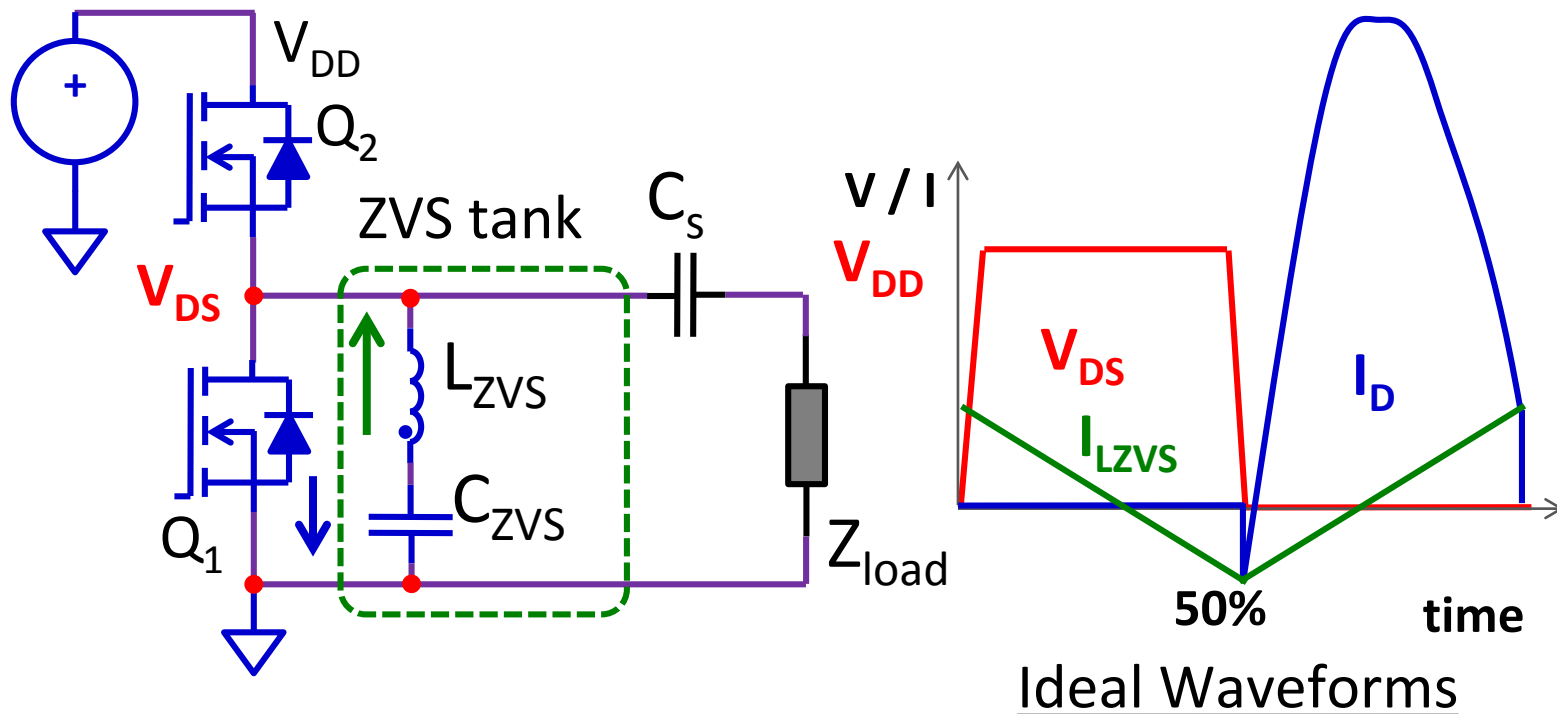 +
V_DD
Q_2
ZVS tank
C_s
V_DS
L_ZVS
C_ZVS
Q_1
Z_load
V / I
V_DD
V_DS
I_D
I_LZVS
50%
time
Ideal Waveforms